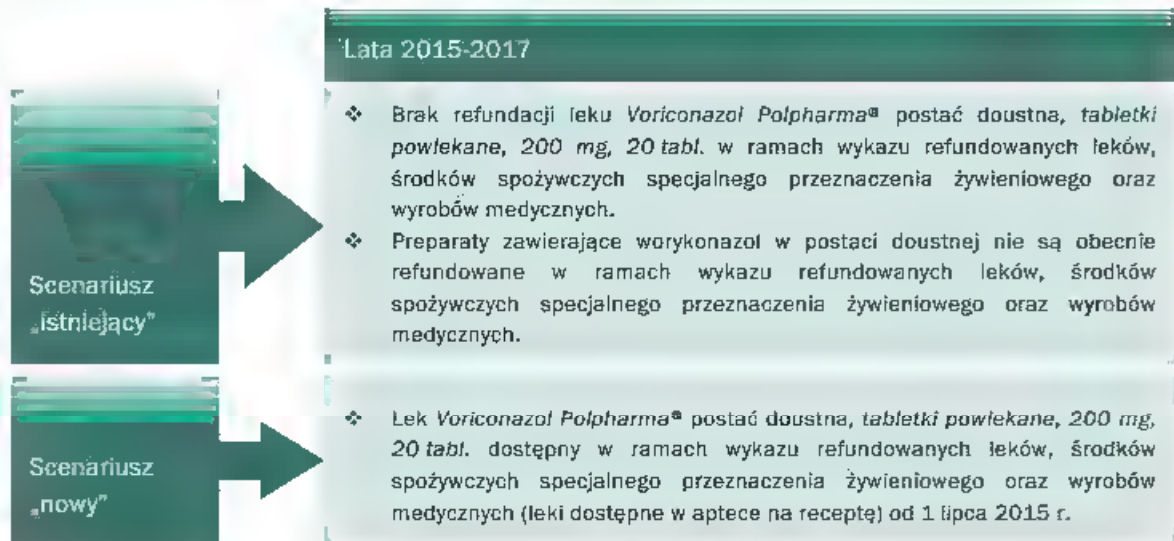 Lata 2015-2017
❖ Brak refundacji leku Voriconazol Polpharma® postać doustna, tabletki
powlekane, 200 mg, 20 tabl. w ramach wykazu refundowanych leków,
środków spożywczych specjalnego przeznaczenia żywieniowego oraz
wyrobów medycznych.
❖ Preparaty zawierające worykonazol w postaci doustnej nie są obecnie
refundowane w ramach wykazu refundowanych leków, środków
spożywczych specjalnego przeznaczenia żywieniowego oraz wyrobów
medycznych.
Scenariusz
„istniejący”
❖ Lek Voriconazol Polpharma® postać doustna, tabletki powlekane, 200 mg,
20 tabl. dostępny w ramach wykazu refundowanych leków, środków
spożywczych specjalnego przeznaczenia żywieniowego oraz wyrobów
medycznych (leki dostępne w aptece na receptę) od 1 lipca 2015 r.
Scenariusz
„nowy”